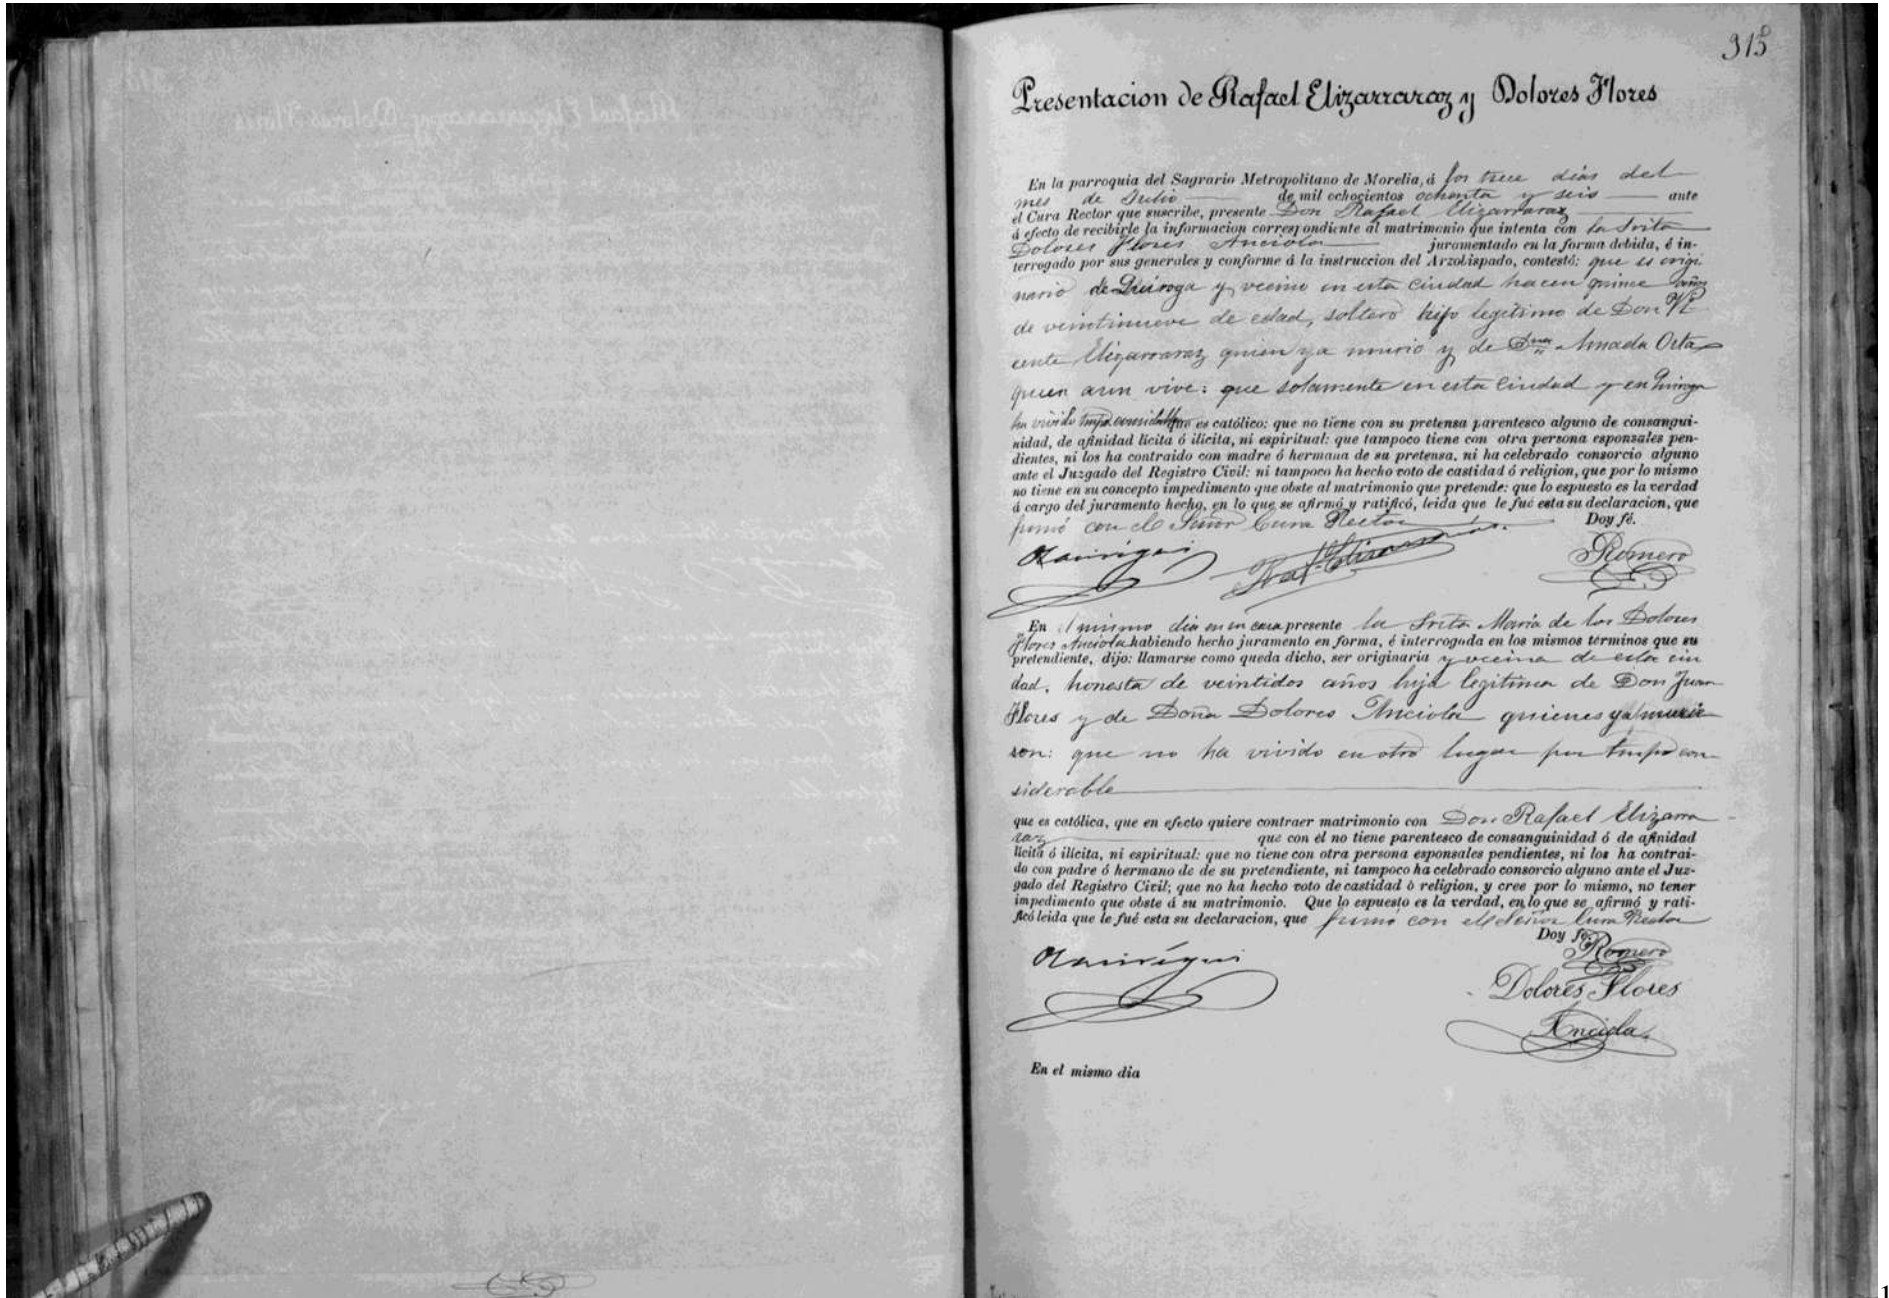 315
Presentacion de Rafael Elizarraraz y Dolores Flores
En la parroquia del Sagrario Metropolitano de Morelia, á los trece dias del
mes de Julio de mil ochocientos ochenta y seis ante
el Cura Rector que suscribe, presente Don Rafael Elizarraraz
á efecto de recibirle la informacion correspondiente al matrimonio que intenta con la Srita
Dolores Flores Anciola juramentado en la forma debida, é in-
terrogado por sus generales y conforme á la instruccion del Arzobispado, contestó: que es origi
nario de Quiroga y vecino en esta ciudad hacen quince años
de veintinueve de edad, soltero hijo legitimo de Don Vi
cente Elizarraraz quien ya murió y de Amada Orta
quien aun vive: que solamente en esta Ciudad y en Quiroga
ha vivido tmpo. que es católico: que no tiene con su pretensa parentesco alguno de consangui-
nidad, de afinidad lícita ó ilícita, ni espiritual: que tampoco tiene con otra persona esponsales pen-
dientes, ni los ha contraido con madre ó hermana de su pretensa, ni ha celebrado consorcio alguno
ante el Juzgado del Registro Civil: ni tampoco ha hecho voto de castidad ó religion, que por lo mismo
no tiene en su concepto impedimento que obste al matrimonio que pretende: que lo espuesto es la verdad
á cargo del juramento hecho, en lo que se afirmó y ratificó, leida que le fué esta su declaracion, que
firmó con el Señor Cura Rector Doy fé.
Raf. Elizarraraz Romero
En el mismo dia en su casa presente la Srita Maria de los Dolores
Flores Anciola habiendo hecho juramento en forma, é interrogada en los mismos términos que su
pretendiente, dijo: llamarse como queda dicho, ser originaria y vecina de esta ciu
dad, honesta de veintidos años hija legitima de Don Juan
Flores y de Doña Dolores Anciola quienes ya murie
ron: que no ha vivido en otro lugar por tmpo con
siderable
que es católica, que en efecto quiere contraer matrimonio con Don Rafael Elizarra
raz que con él no tiene parentesco de consanguinidad ó de afinidad
lícita ó ilícita, ni espiritual: que no tiene con otra persona esponsales pendientes, ni los ha contrai-
do con padre ó hermano de de su pretendiente, ni tampoco ha celebrado consorcio alguno ante el Juz-
gado del Registro Civil; que no ha hecho voto de castidad ó religion, y cree por lo mismo, no tener
impedimento que obste á su matrimonio. Que lo espuesto es la verdad, en lo que se afirmó y rati-
ficó leida que le fué esta su declaracion, que firmó con el Señor Cura Rector
Doy fé.
Romero
Dolores Flores
Anciola.
En el mismo dia
1